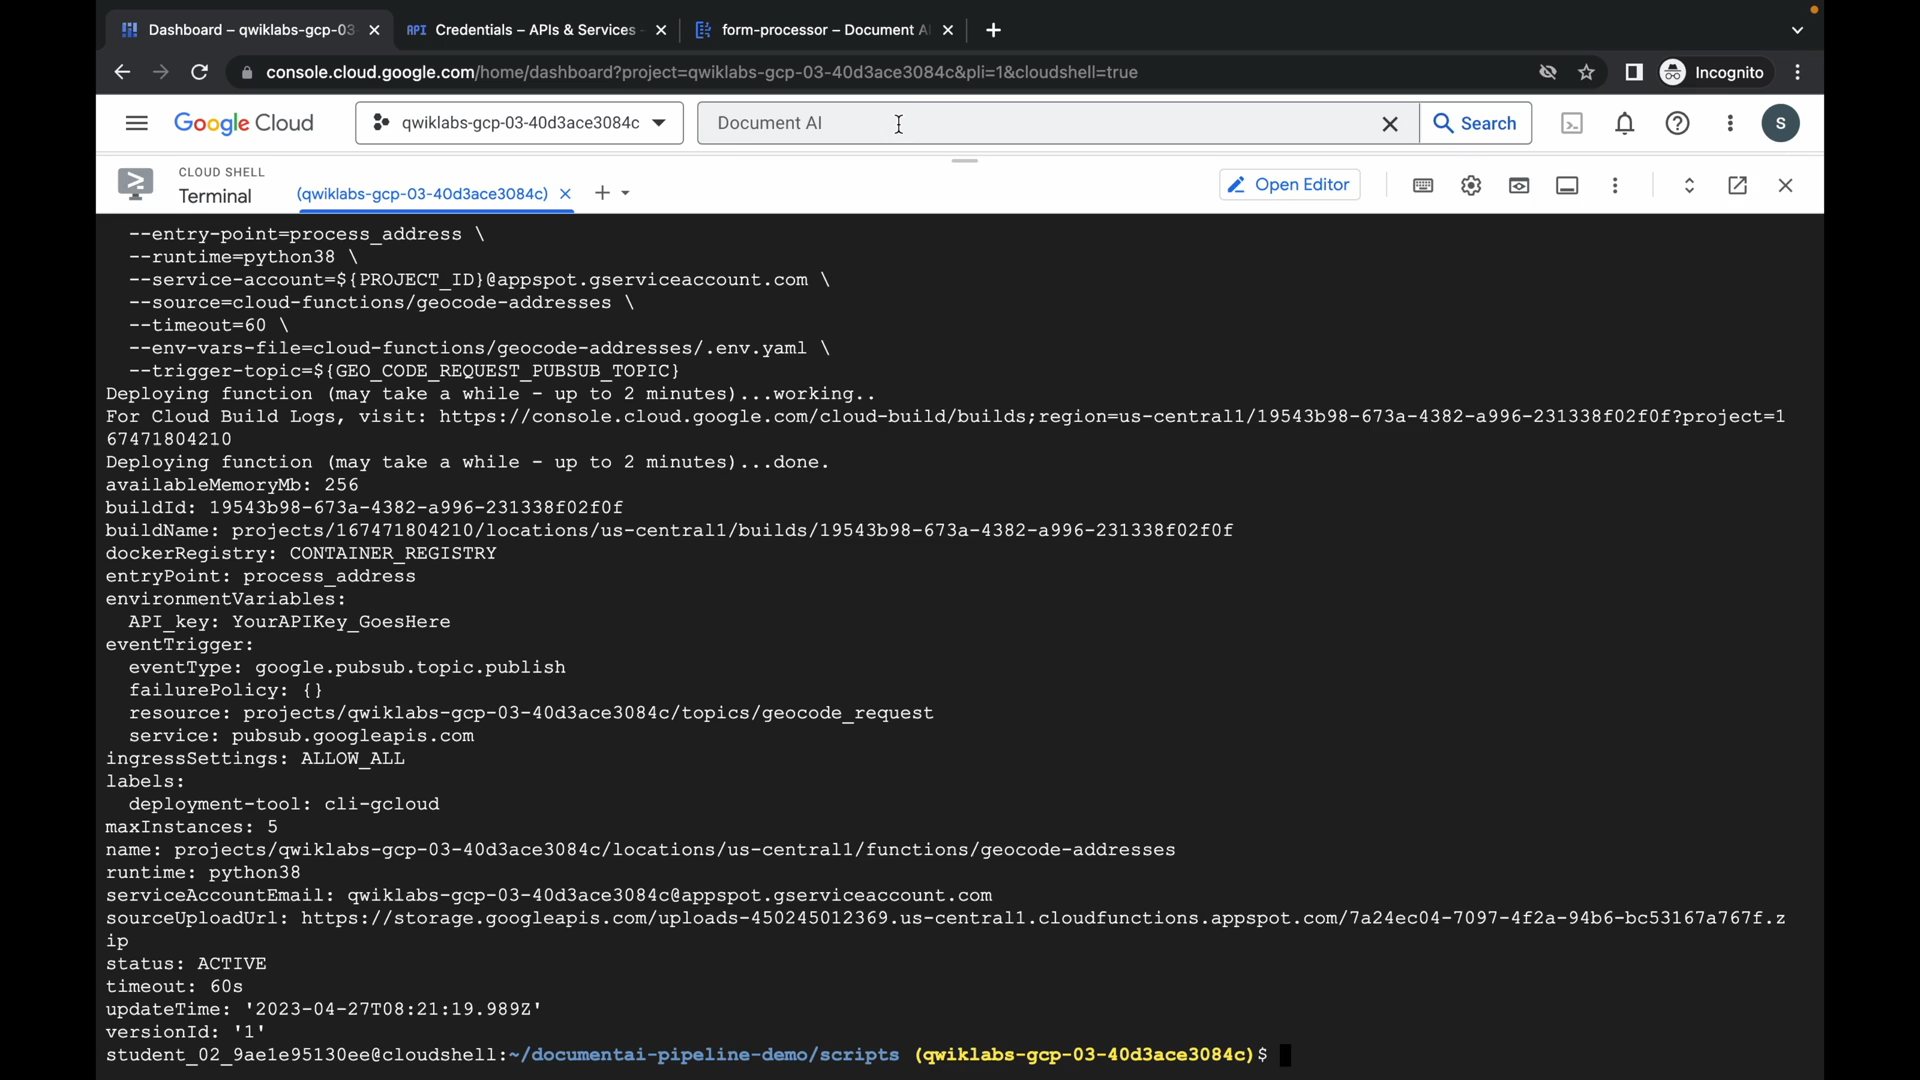 Dashboard – qwiklabs-gcp-03
API Credentials – APIs & Services
form-processor – Document A
console.cloud.google.com/home/dashboard?project=qwiklabs-gcp-03-40d3ace3084c&pli=1&cloudshell=true
Incognito
Google Cloud
qwiklabs-gcp-03-40d3ace3084c
Document AI
Search
S
CLOUD SHELL
Terminal
(qwiklabs-gcp-03-40d3ace3084c)
Open Editor
--entry-point=process_address \
--runtime=python38 \
--service-account=${PROJECT_ID}@appspot.gserviceaccount.com \
--source=cloud-functions/geocode-addresses \
--timeout=60 \
--env-vars-file=cloud-functions/geocode-addresses/.env.yaml \
--trigger-topic=${GEO_CODE_REQUEST_PUBSUB_TOPIC}
Deploying function (may take a while - up to 2 minutes)...working..
For Cloud Build Logs, visit: https://console.cloud.google.com/cloud-build/builds;region=us-central1/19543b98-673a-4382-a996-231338f02f0f?project=1
67471804210
Deploying function (may take a while - up to 2 minutes)...done.
availableMemoryMb: 256
buildId: 19543b98-673a-4382-a996-231338f02f0f
buildName: projects/167471804210/locations/us-central1/builds/19543b98-673a-4382-a996-231338f02f0f
dockerRegistry: CONTAINER_REGISTRY
entryPoint: process_address
environmentVariables:
API_key: YourAPIKey_GoesHere
eventTrigger:
eventType: google.pubsub.topic.publish
failurePolicy: {}
resource: projects/qwiklabs-gcp-03-40d3ace3084c/topics/geocode_request
service: pubsub.googleapis.com
ingressSettings: ALLOW_ALL
labels:
deployment-tool: cli-gcloud
maxInstances: 5
name: projects/qwiklabs-gcp-03-40d3ace3084c/locations/us-central1/functions/geocode-addresses
runtime: python38
serviceAccountEmail: qwiklabs-gcp-03-40d3ace3084c@appspot.gserviceaccount.com
sourceUploadUrl: https://storage.googleapis.com/uploads-450245012369.us-central1.cloudfunctions.appspot.com/7a24ec04-7097-4f2a-94b6-bc53167a767f.z
ip
status: ACTIVE
timeout: 60s
updateTime: '2023-04-27T08:21:19.989Z'
versionId: '1'
student_02_9ae1e95130ee@cloudshell:~/documentai-pipeline-demo/scripts (qwiklabs-gcp-03-40d3ace3084c)$